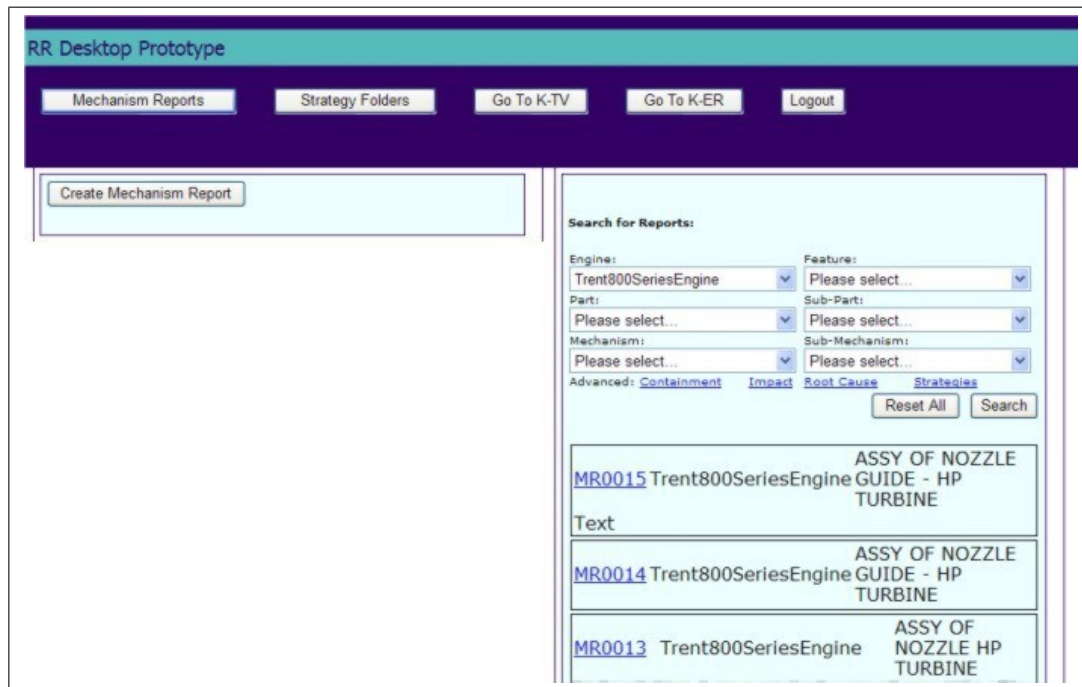 RR Desktop Prototype
Mechanism Reports Strategy Folders Go To K-TV Go To K-ER Logout
Create Mechanism Report
Search for Reports:
Engine: Feature:
Trent800SeriesEngine Please select...
Part: Sub-Part:
Please select... Please select...
Mechanism: Sub-Mechanism:
Please select... Please select...
Advanced: Containment Impact Root Cause Strategies
Reset All Search
MR0015 Trent800SeriesEngine ASSY OF NOZZLE
GUIDE - HP
TURBINE
Text
MR0014 Trent800SeriesEngine ASSY OF NOZZLE
GUIDE - HP
TURBINE
MR0013 Trent800SeriesEngine ASSY OF
NOZZLE HP
TURBINE